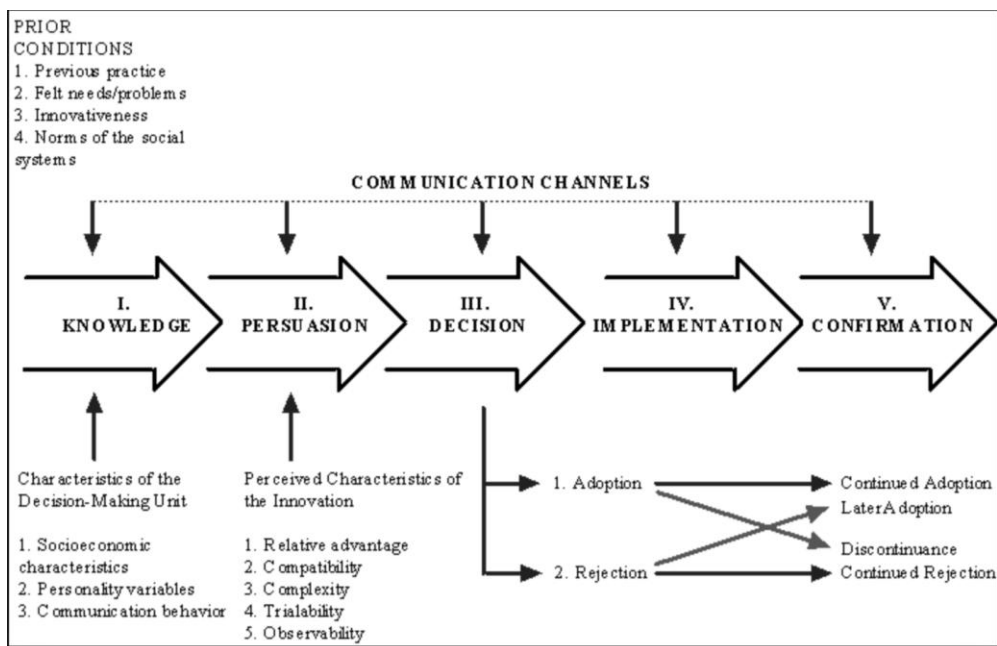 PRIOR
CONDITIONS
1. Previous practice
2. Felt needs/problems
3. Innovativeness
4. Norms of the social
systems
COMMUNICATION CHANNELS
I.
KNOWLEDGE
II.
PERSUASION
III.
DECISION
IV.
IMPLEMENTATION
V.
CONFIRMATION
Characteristics of the
Decision-Making Unit
1. Socioeconomic
characteristics
2. Personality variables
3. Communication behavior
Perceived Characteristics of
the Innovation
1. Relative advantage
2. Compatibility
3. Complexity
4. Trialability
5. Observability
1. Adoption
2. Rejection
Continued Adoption
LaterAdoption
Discontinuance
Continued Rejection